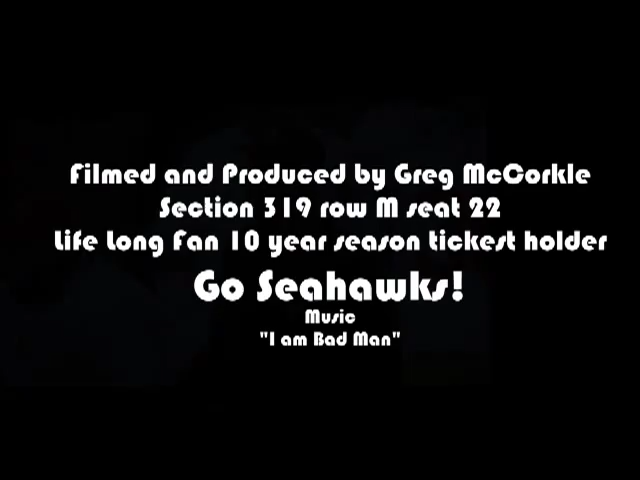 Filmed and Produced by Greg McCorkle
Section 319 row M seat 22
Life Long Fan 10 year season tickest holder
Go Seahawks!
Music
"I am Bad Man"